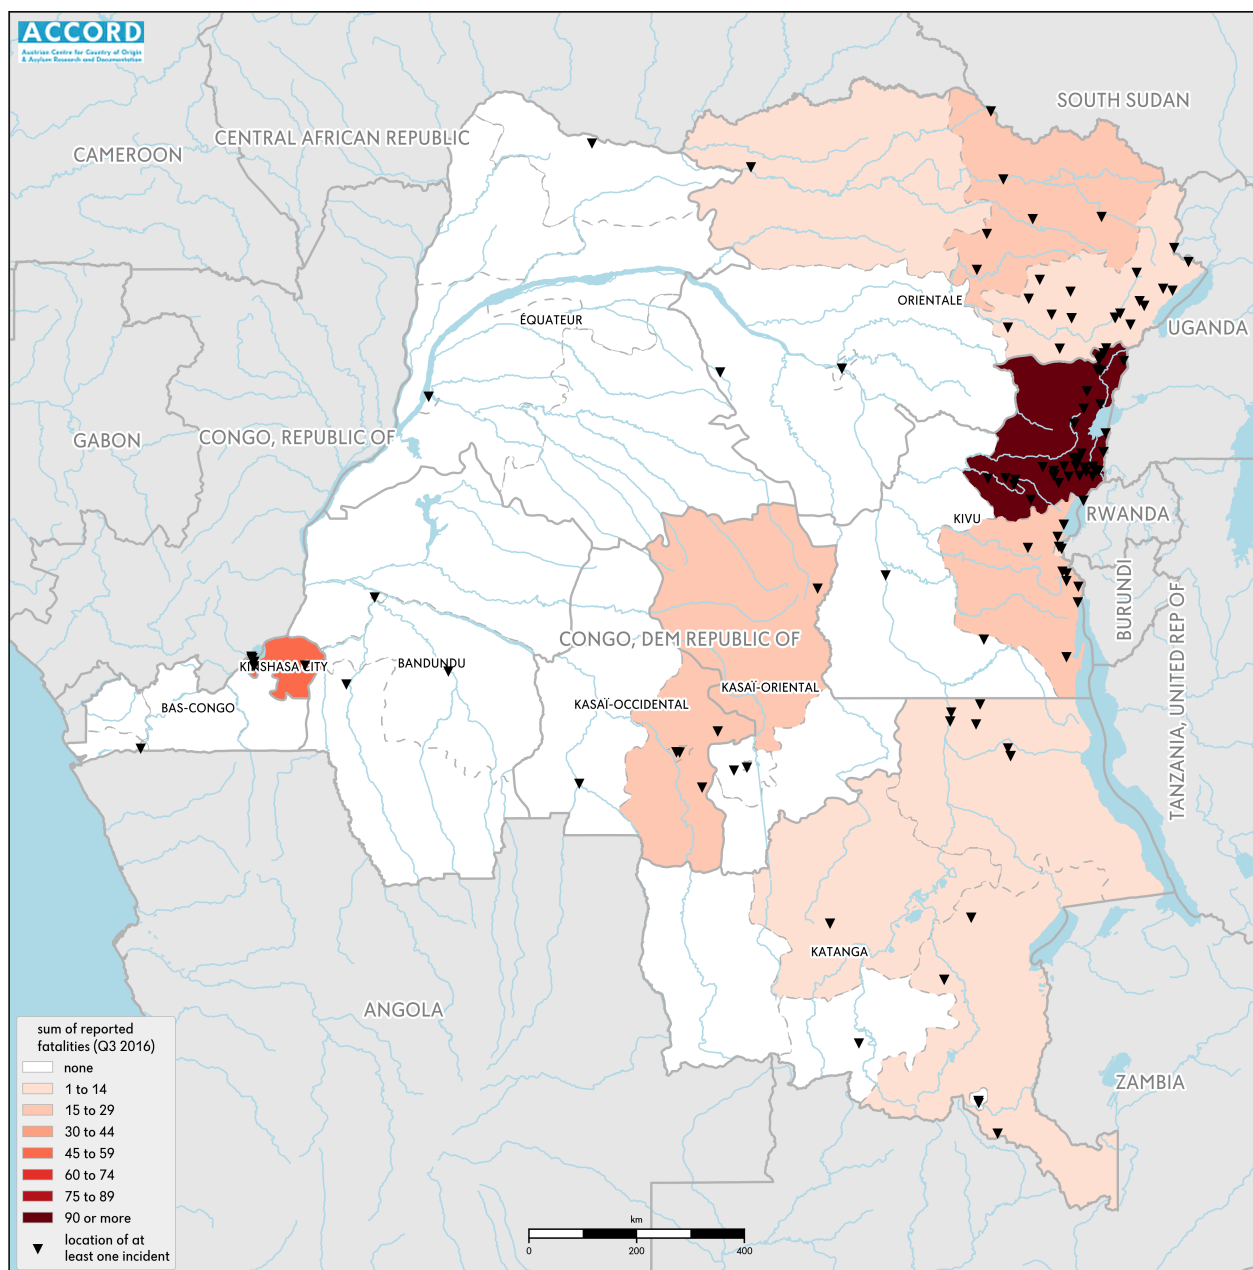 ACCORD
Austrian Centre for Country of Origin
& Asylum Research and Documentation
SOUTH SUDAN
CENTRAL AFRICAN REPUBLIC
CAMEROON
ORIENTALE
ÉQUATEUR
UGANDA
GABON
CONGO, REPUBLIC OF
KIVU
RWANDA
BURUNDI
TANZANIA, UNITED REP OF
CONGO, DEM REPUBLIC OF
KINSHASA CITY
BANDUNDU
KASAÏ-ORIENTAL
BAS-CONGO
KASAÏ-OCCIDENTAL
KATANGA
ANGOLA
ZAMBIA
sum of reported
fatalities (Q3 2016)
none
1 to 14
15 to 29
30 to 44
45 to 59
60 to 74
75 to 89
90 or more
location of at
least one incident
km
0 200 400